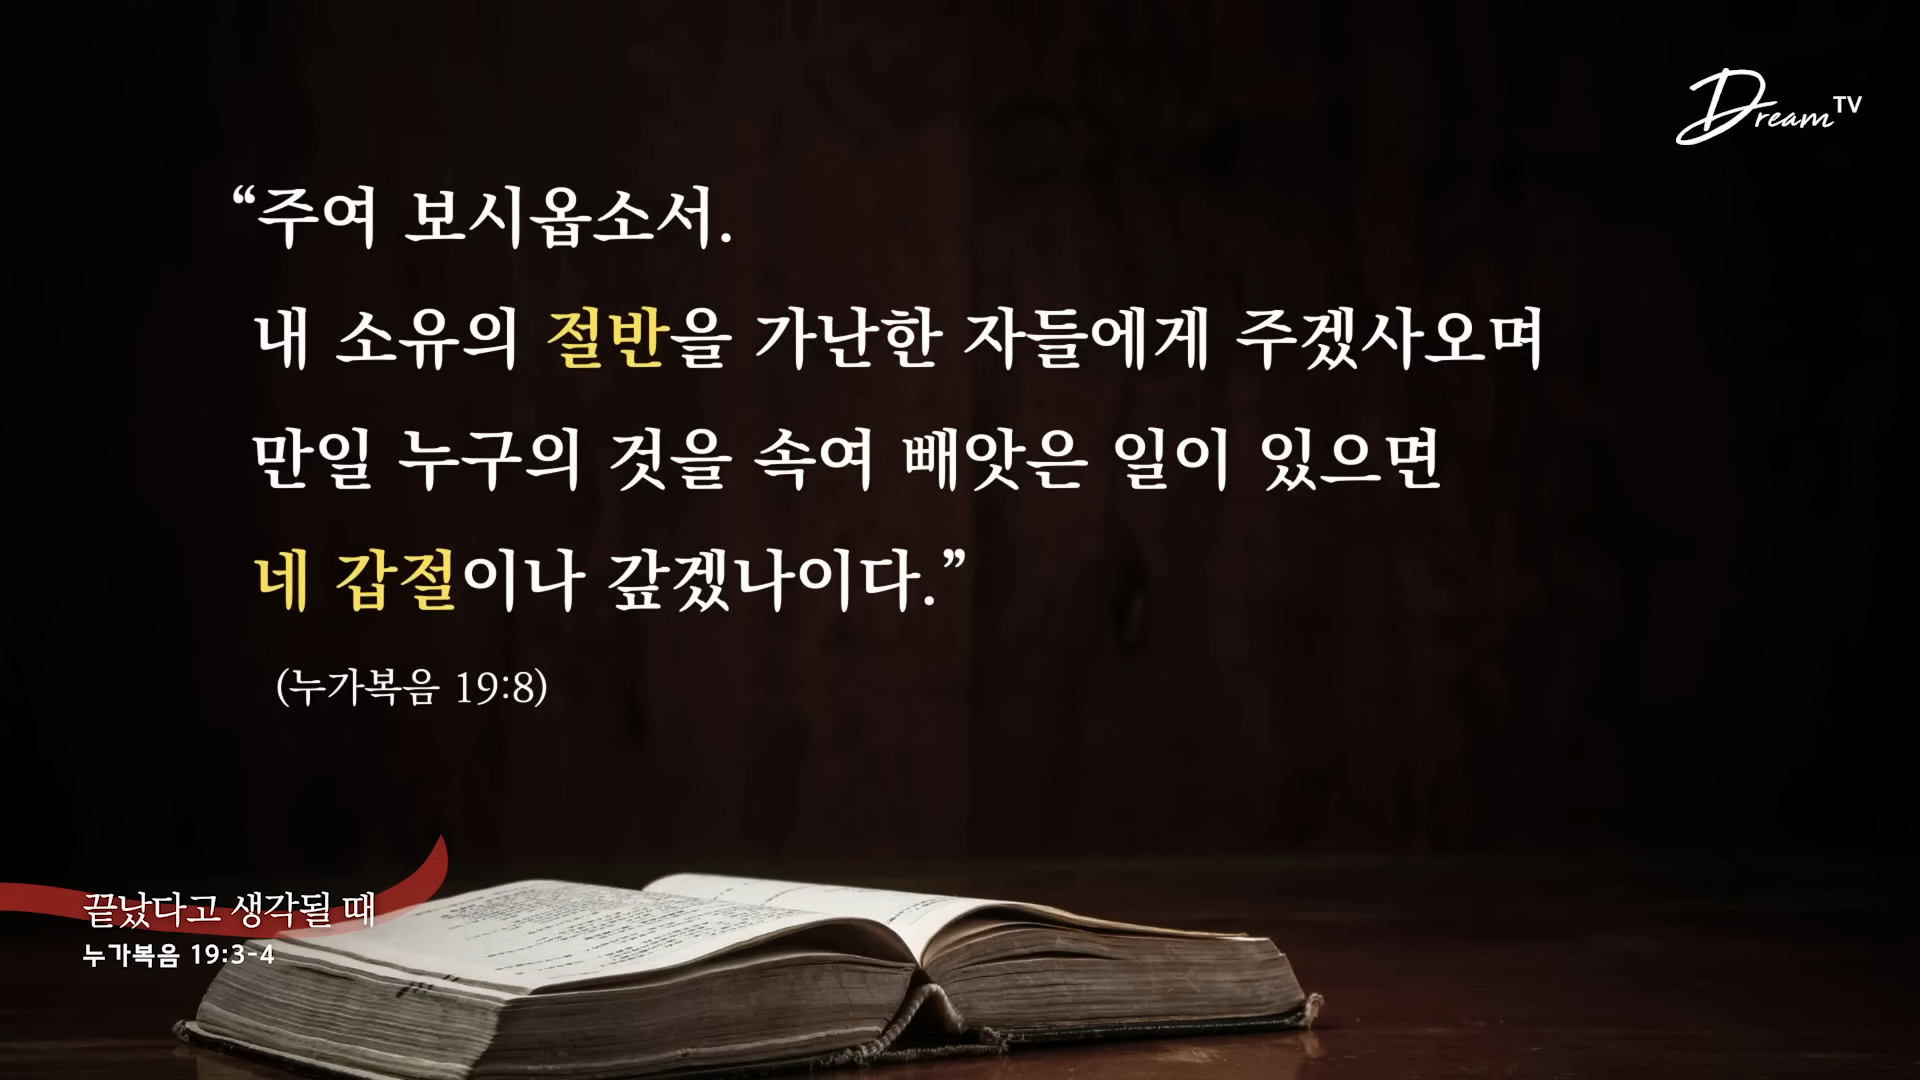 Dream TV
“주여 보시옵소서.
내 소유의 절반을 가난한 자들에게 주겠사오며
만일 누구의 것을 속여 빼앗은 일이 있으면
네 갑절이나 갚겠나이다.”
(누가복음 19:8)
끝났다고 생각될 때
누가복음 19:3-4